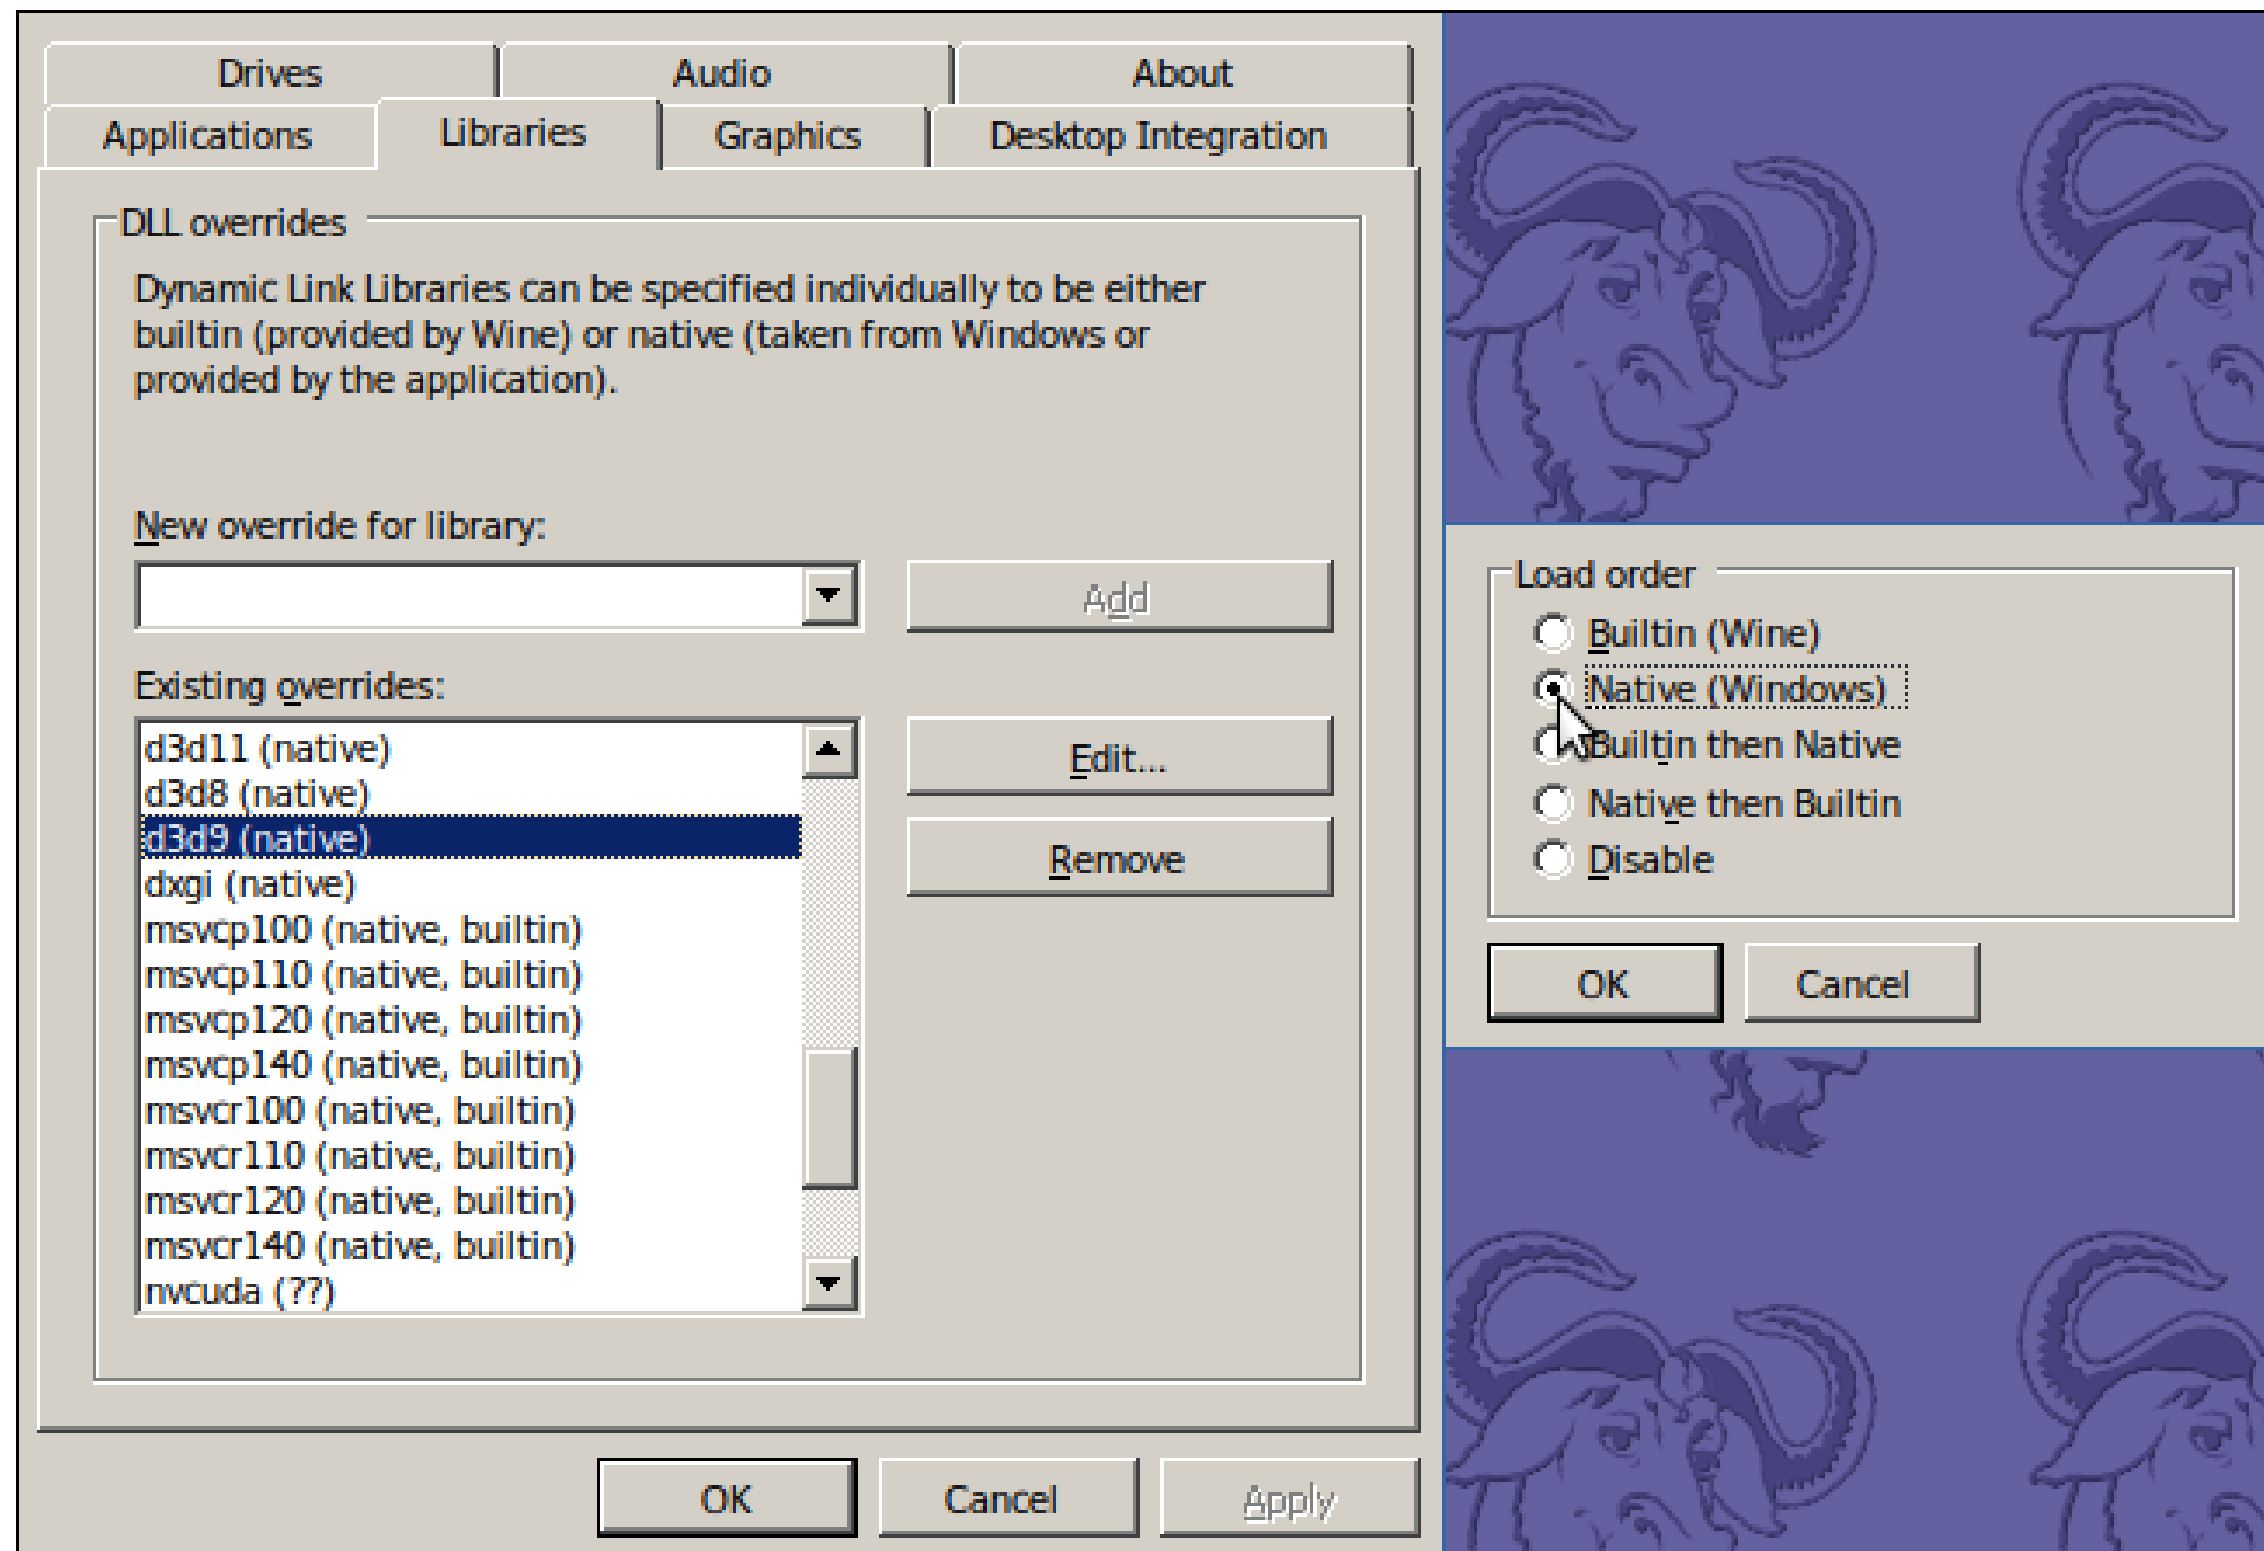 Drives
Audio
About
Applications
Libraries
Graphics
Desktop Integration
DLL overrides
Dynamic Link Libraries can be specified individually to be either
builtin (provided by Wine) or native (taken from Windows or
provided by the application).
New override for library:
Add
Existing overrides:
d3d11 (native)
d3d8 (native)
d3d9 (native)
dxgi (native)
msvcp100 (native, builtin)
msvcp110 (native, builtin)
msvcp120 (native, builtin)
msvcp140 (native, builtin)
msvcr100 (native, builtin)
msvcr110 (native, builtin)
msvcr120 (native, builtin)
msvcr140 (native, builtin)
nvcuda (??)
Edit...
Remove
OK
Cancel
Apply
Load order
Builtin (Wine)
Native (Windows)
Builtin then Native
Native then Builtin
Disable
OK
Cancel